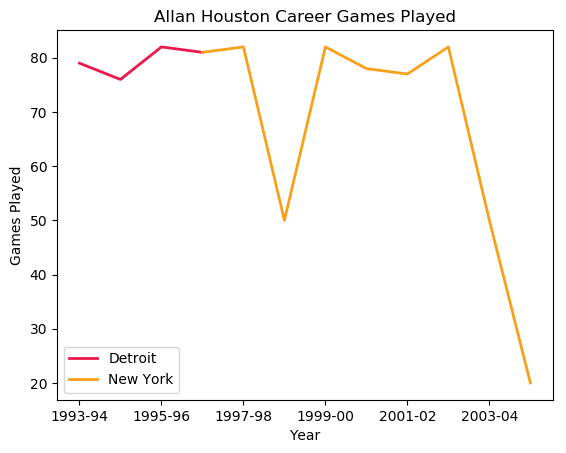 Allan Houston Career Games Played
Games Played
80
70
60
50
40
30
20
Detroit
New York
1993-94 1995-96 1997-98 1999-00 2001-02 2003-04
Year